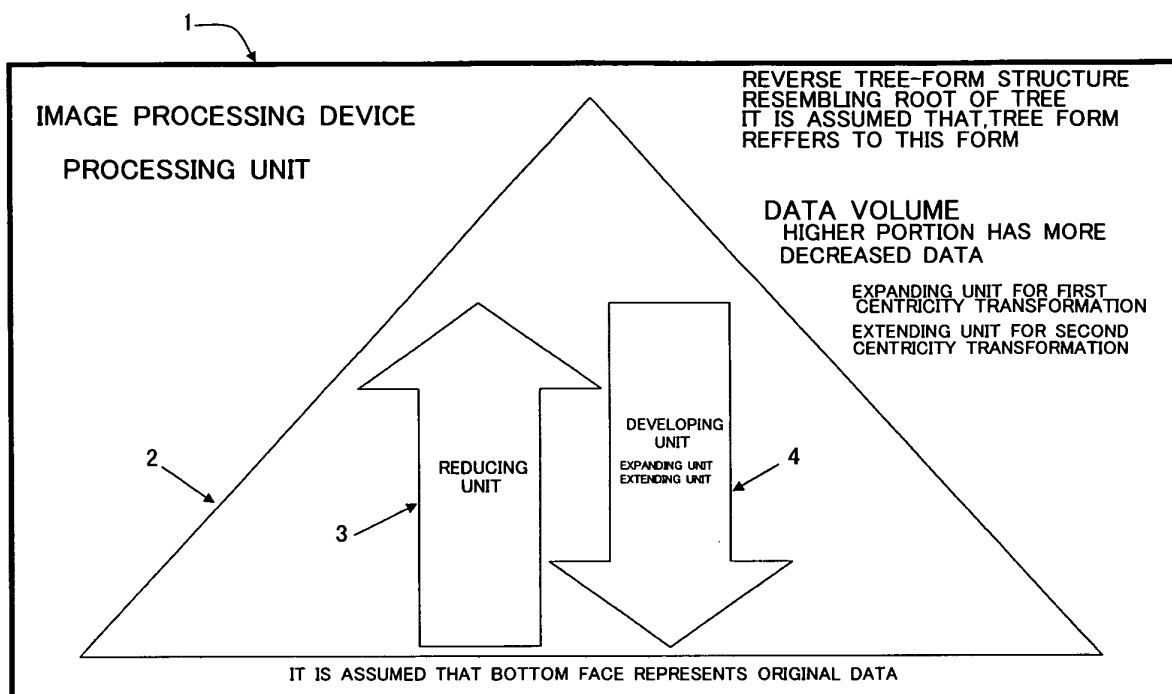 1
IMAGE PROCESSING DEVICE
PROCESSING UNIT
REVERSE TREE-FORM STRUCTURE
RESEMBLING ROOT OF TREE
IT IS ASSUMED THAT,TREE FORM
REFFERS TO THIS FORM
DATA VOLUME
HIGHER PORTION HAS MORE
DECREASED DATA
EXPANDING UNIT FOR FIRST
CENTRICITY TRANSFORMATION
EXTENDING UNIT FOR SECOND
CENTRICITY TRANSFORMATION
2
REDUCING
UNIT
3
DEVELOPING
UNIT
EXPANDING UNIT
EXTENDING UNIT
4
IT IS ASSUMED THAT BOTTOM FACE REPRESENTS ORIGINAL DATA